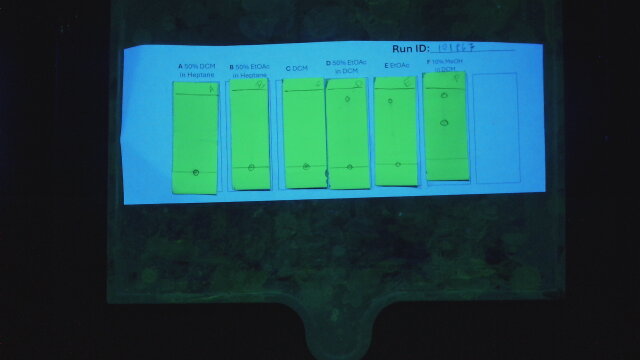 Run ID: 101867
A 50% DCM
in Heptane
B 50% EtOAc
in Heptane
C DCM
D 50% EtOAc
in DCM
E EtOAc
F 10% MeOH
in DCM
A
E
F